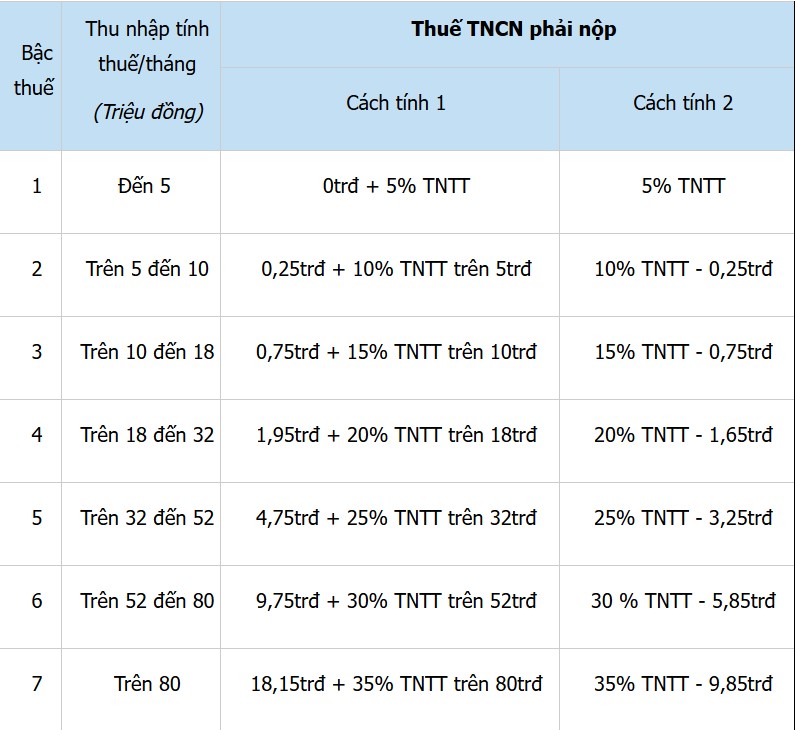 Bậc thuế
Thu nhập tính thuế/tháng
(Triệu đồng)
Thuế TNCN phải nộp
Cách tính 1
Cách tính 2
1
Đến 5
0trđ + 5% TNTT
5% TNTT
2
Trên 5 đến 10
0,25trđ + 10% TNTT trên 5trđ
10% TNTT - 0,25trđ
3
Trên 10 đến 18
0,75trđ + 15% TNTT trên 10trđ
15% TNTT - 0,75trđ
4
Trên 18 đến 32
1,95trđ + 20% TNTT trên 18trđ
20% TNTT - 1,65trđ
5
Trên 32 đến 52
4,75trđ + 25% TNTT trên 32trđ
25% TNTT - 3,25trđ
6
Trên 52 đến 80
9,75trđ + 30% TNTT trên 52trđ
30 % TNTT - 5,85trđ
7
Trên 80
18,15trđ + 35% TNTT trên 80trđ
35% TNTT - 9,85trđ